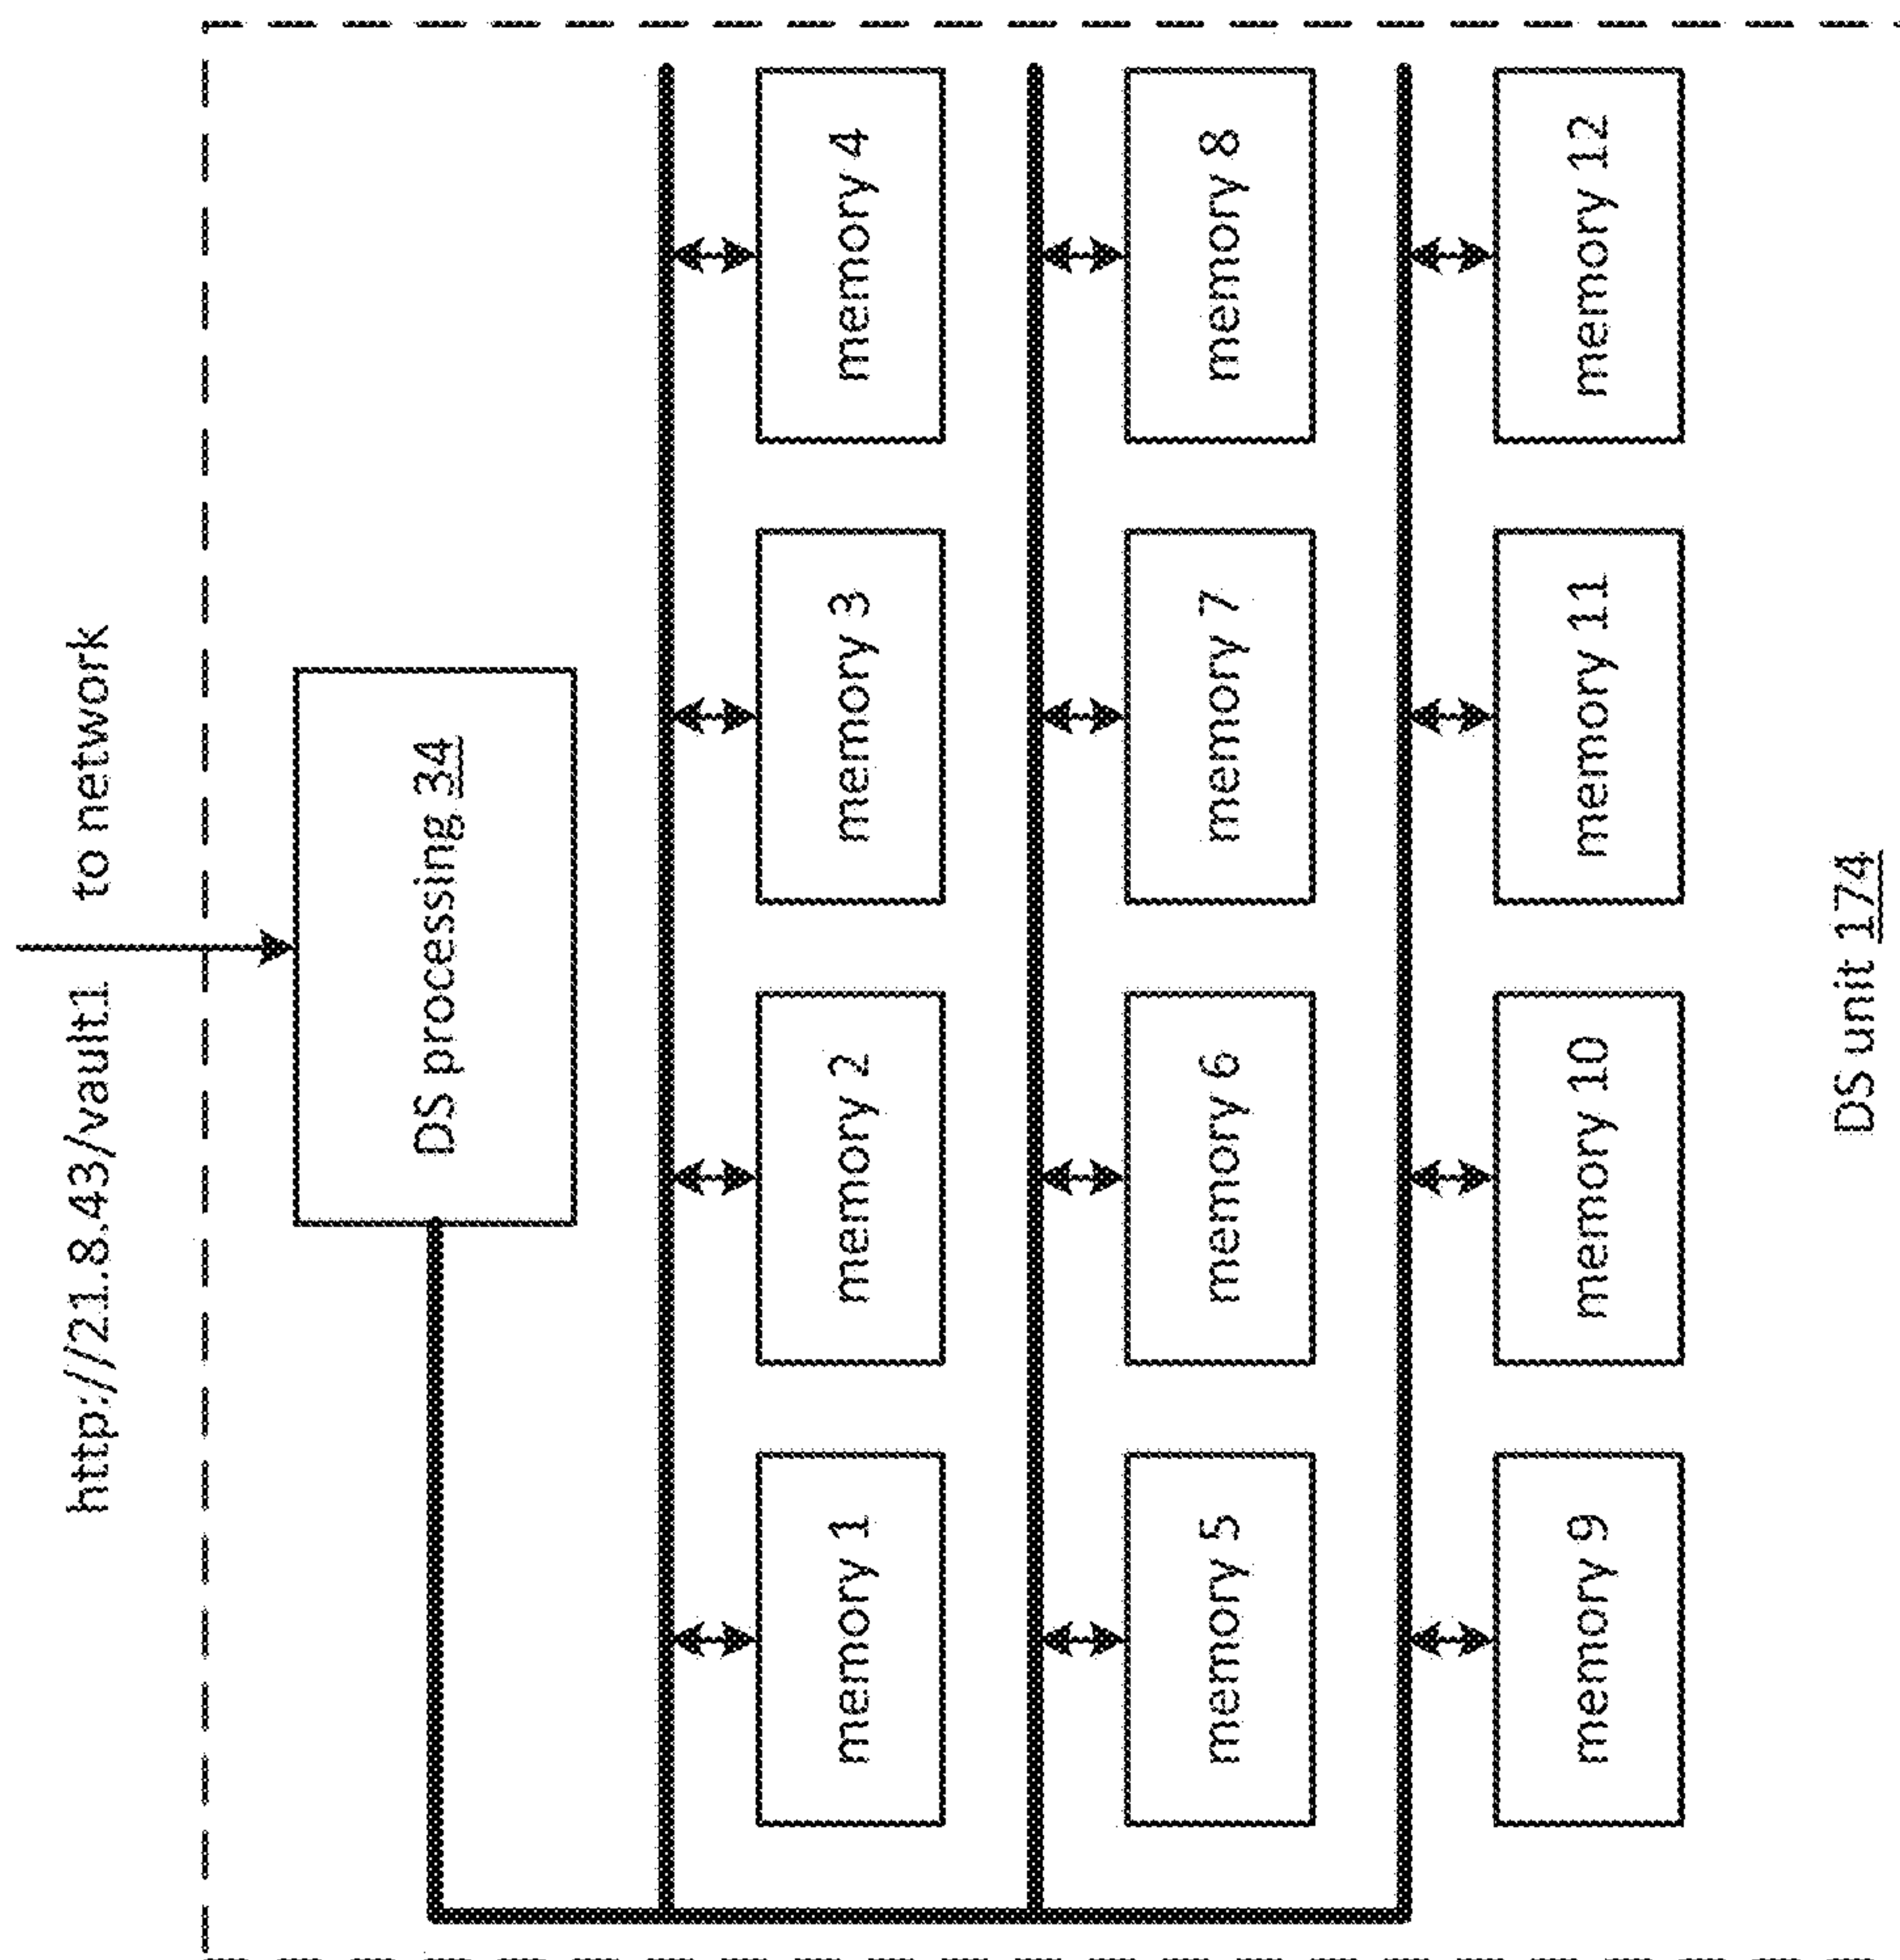 http://21.8.43/vault1 to network
DS processing 34
memory 1
memory 2
memory 3
memory 4
memory 5
memory 6
memory 7
memory 8
memory 9
memory 10
memory 11
memory 12
DS unit 174